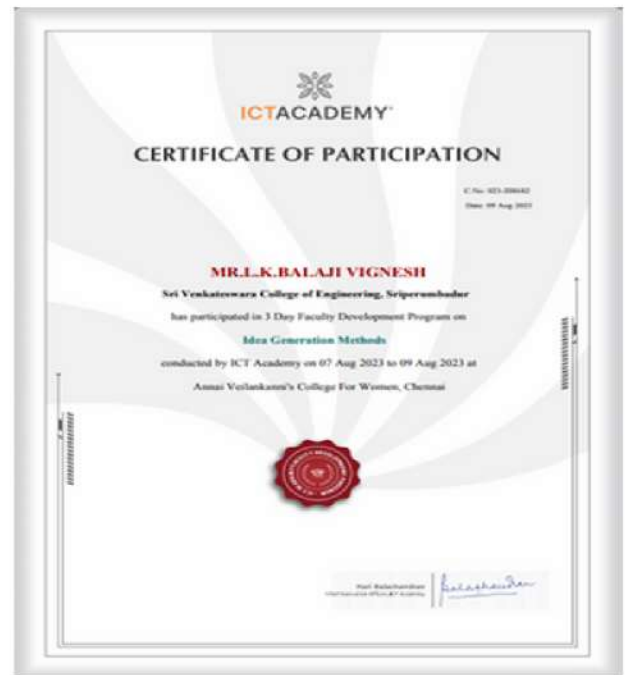 ICTACADEMY
CERTIFICATE OF PARTICIPATION
Date: 09 Aug 2023
MR.L.K.BALAJI VIGNESH
Sri Venkateswara College of Engineering, Sriperumbudur
has participated in 3 Day Faculty Development Program on
Idea Generation Methods
conducted by ICT Academy on 07 Aug 2023 to 09 Aug 2023 at
Annai Veilankanni's College For Women, Chennai
Hari Balachandran